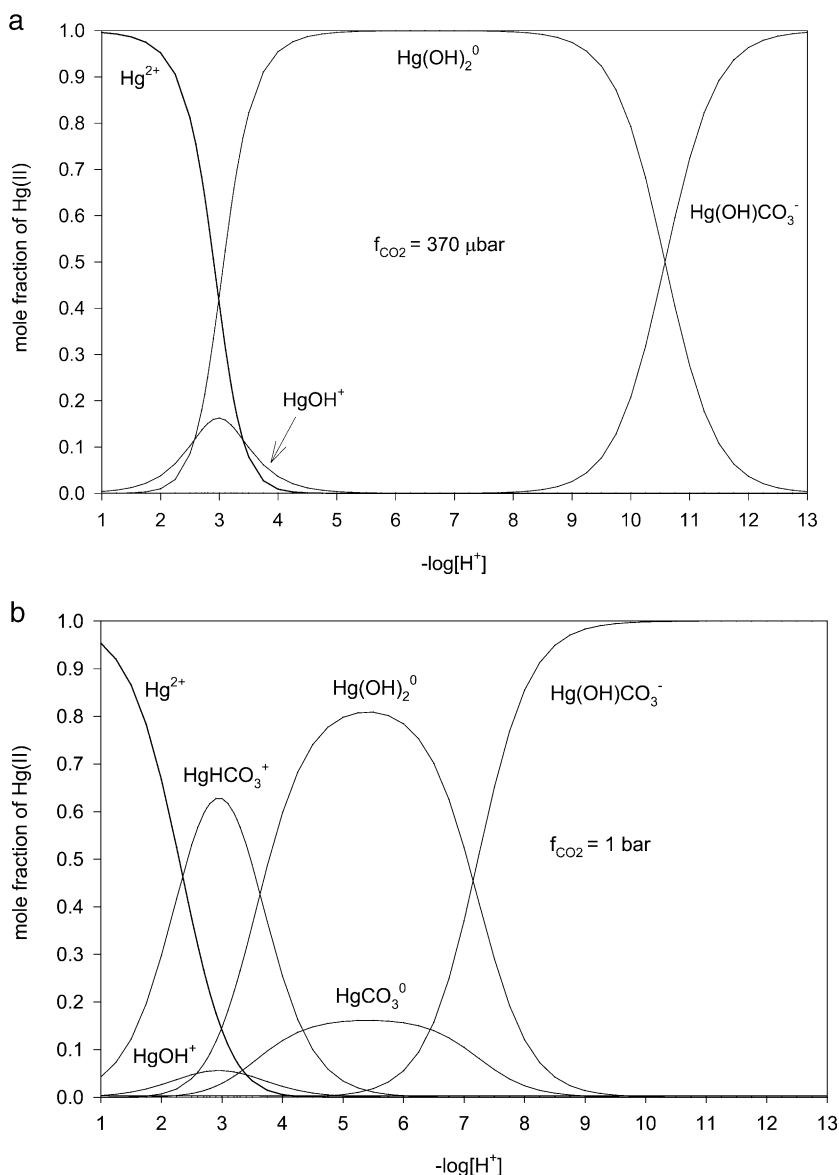 a
1.0
0.9
0.8
0.7
0.6
0.5
0.4
0.3
0.2
0.1
0.0
mole fraction of Hg(II)
Hg²⁺
Hg(OH)₂⁰
Hg(OH)CO₃⁻
f_CO2 = 370 μbar
HgOH⁺
1 2 3 4 5 6 7 8 9 10 11 12 13
-log[H⁺]
b
1.0
0.9
0.8
0.7
0.6
0.5
0.4
0.3
0.2
0.1
0.0
mole fraction of Hg(II)
Hg²⁺
Hg(OH)₂⁰
Hg(OH)CO₃⁻
HgHCO₃⁺
f_CO2 = 1 bar
HgCO₃⁰
HgOH⁺
1 2 3 4 5 6 7 8 9 10 11 12 13
-log[H⁺]